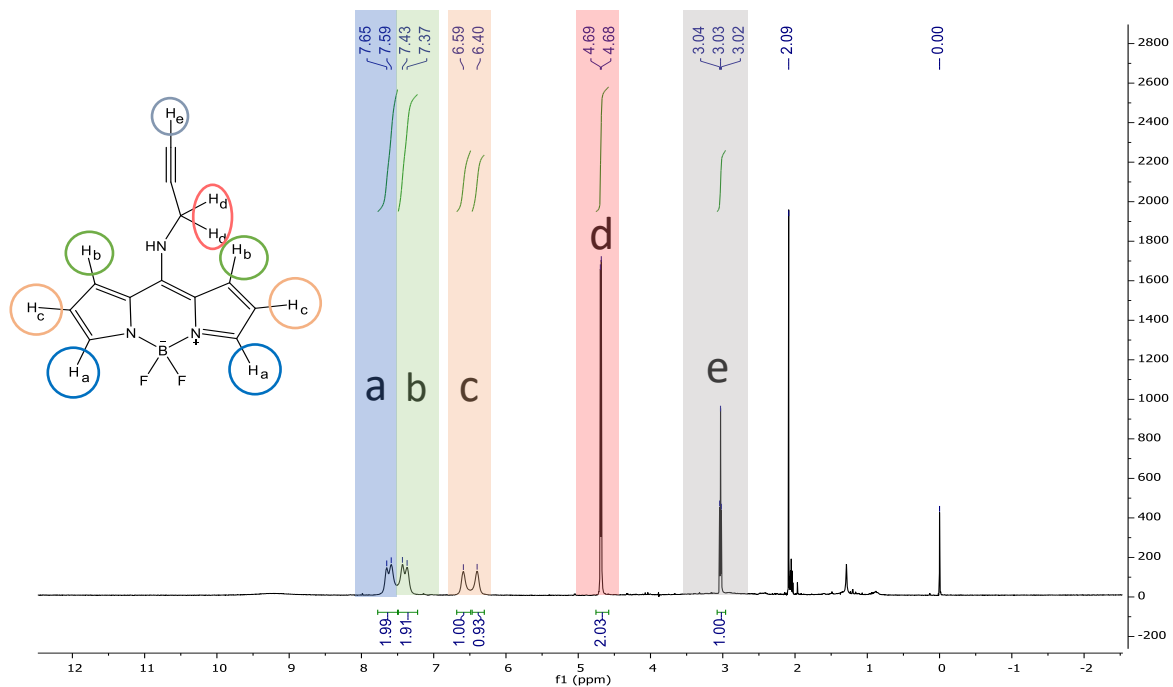 7.65
7.59
7.43
7.37
6.59
6.40
4.69
4.68
3.04
3.03
3.02
2.09
0.00
2800
2600
2400
2200
2000
1800
1600
1400
1200
1000
800
600
400
200
0
-200
He
Hd
Hd
HN
Hb
Hb
Hc
Hc
N
N
+
B
-
Ha
Ha
F
F
a
b
c
d
e
1.99
1.91
1.00
0.93
2.03
1.00
12 11 10 9 8 7 6 5 4 3 2 1 0 -1 -2
f1 (ppm)